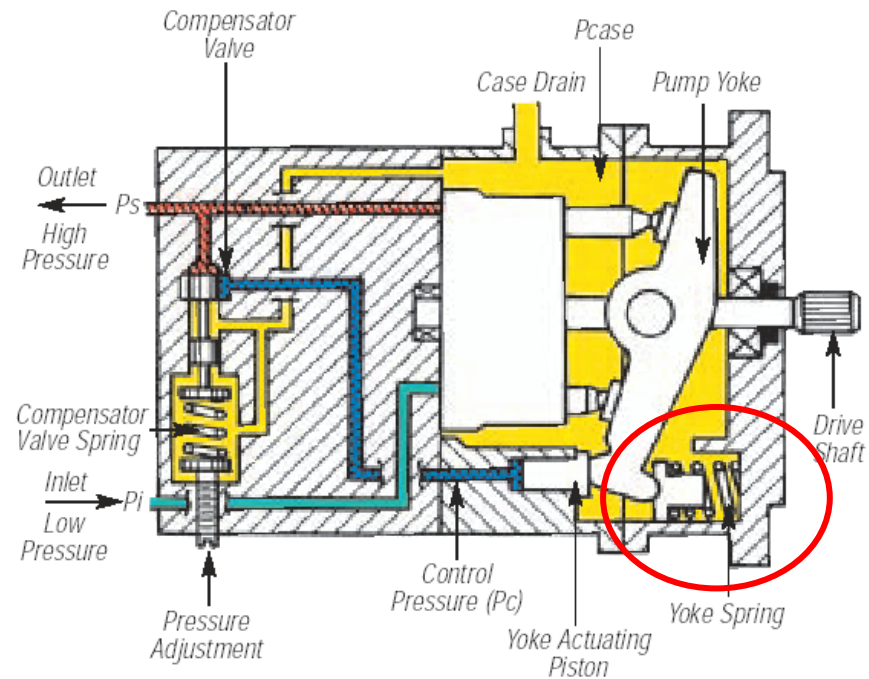 Compensator
Valve
Pcase
Case Drain
Pump Yoke
Outlet
Ps
High
Pressure
Compensator
Valve Spring
Drive
Shaft
Inlet
Pi
Low
Pressure
Control
Pressure (Pc)
Yoke Spring
Pressure
Adjustment
Yoke Actuating
Piston